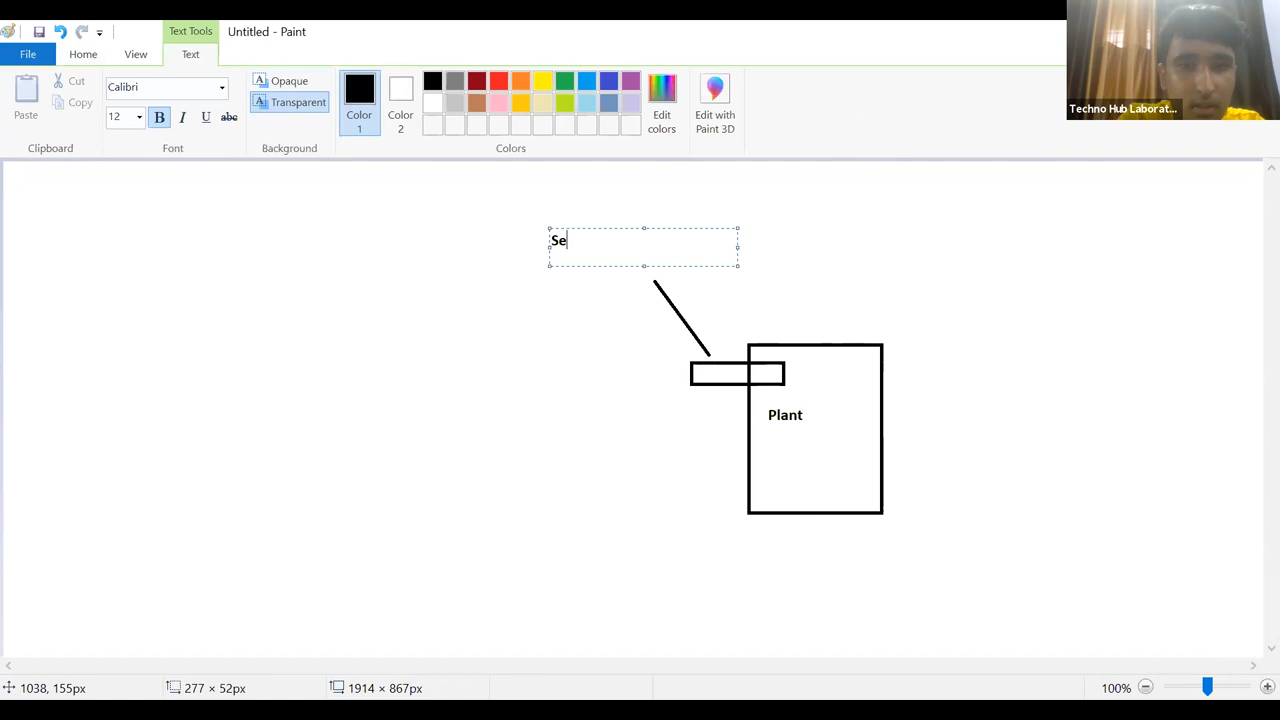 Text Tools
Untitled - Paint
File
Home
View
Text
Paste
Cut
Copy
Calibri
12
B I U abc
Opaque
Transparent
Color 1
Color 2
Edit colors
Edit with Paint 3D
Clipboard
Font
Background
Colors
Techno Hub Laborat...
Se
Plant
1038, 155px
277 × 52px
1914 × 867px
100%